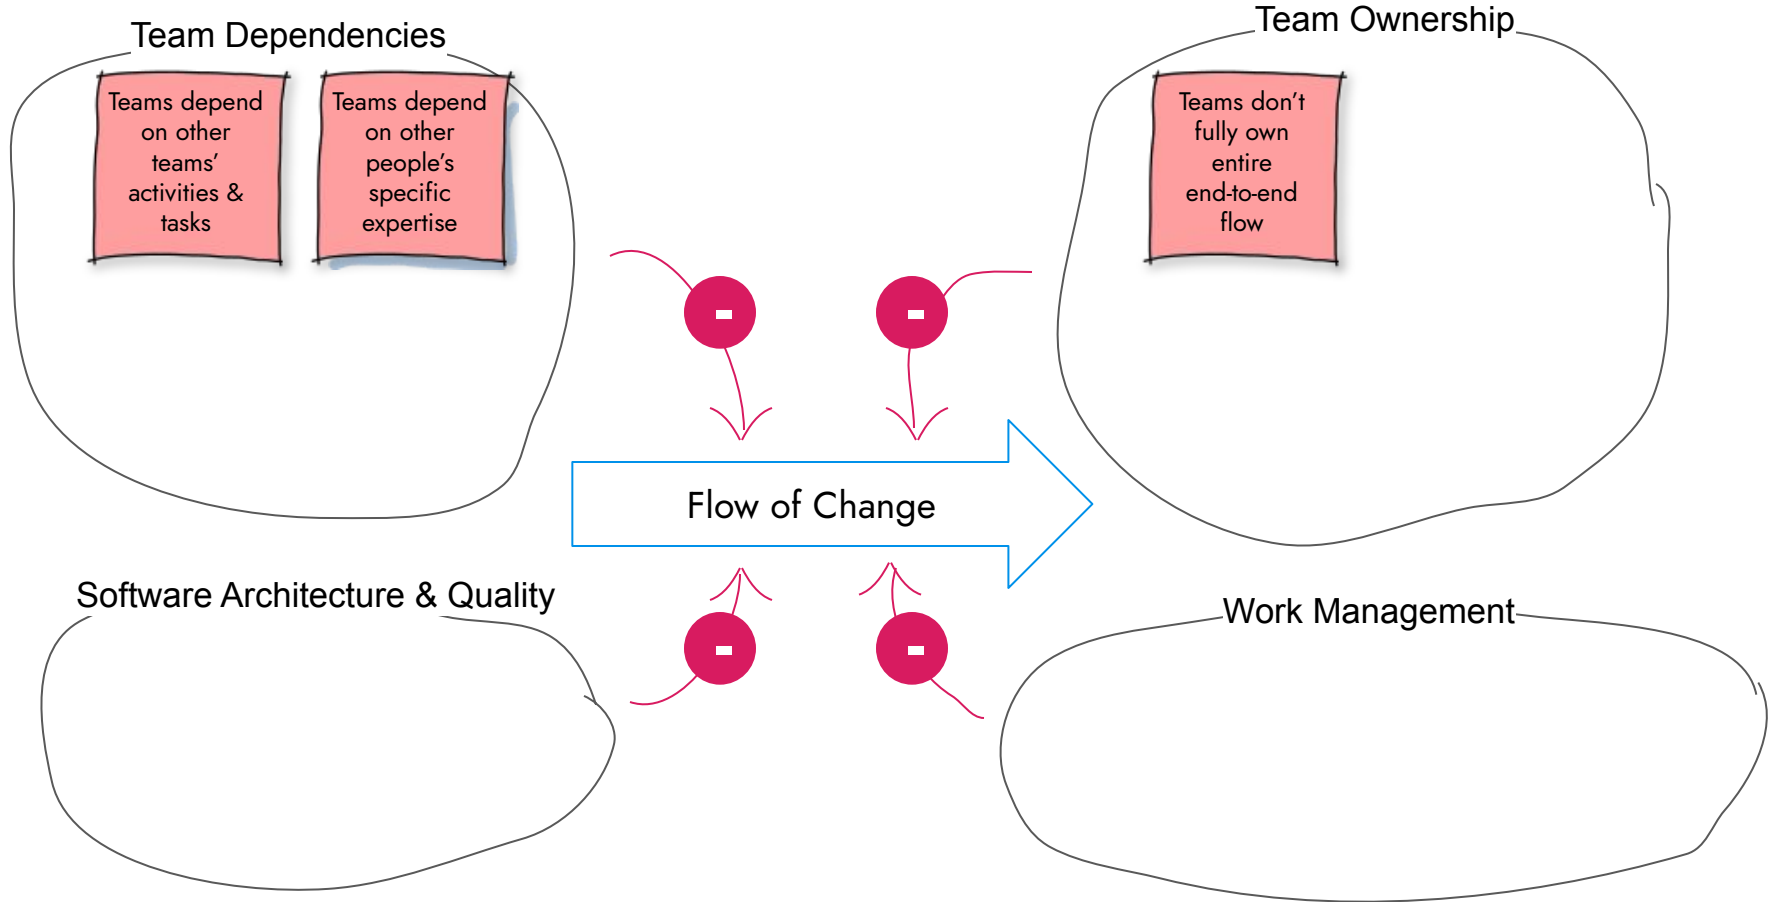 Team Dependencies
Teams depend
on other
teams’
activities &
tasks
Teams depend
on other
people’s
specific
expertise
Team Ownership
Teams don’t
fully own
entire
end-to-end
flow
-
-
Flow of Change
-
-
Software Architecture & Quality
Work Management